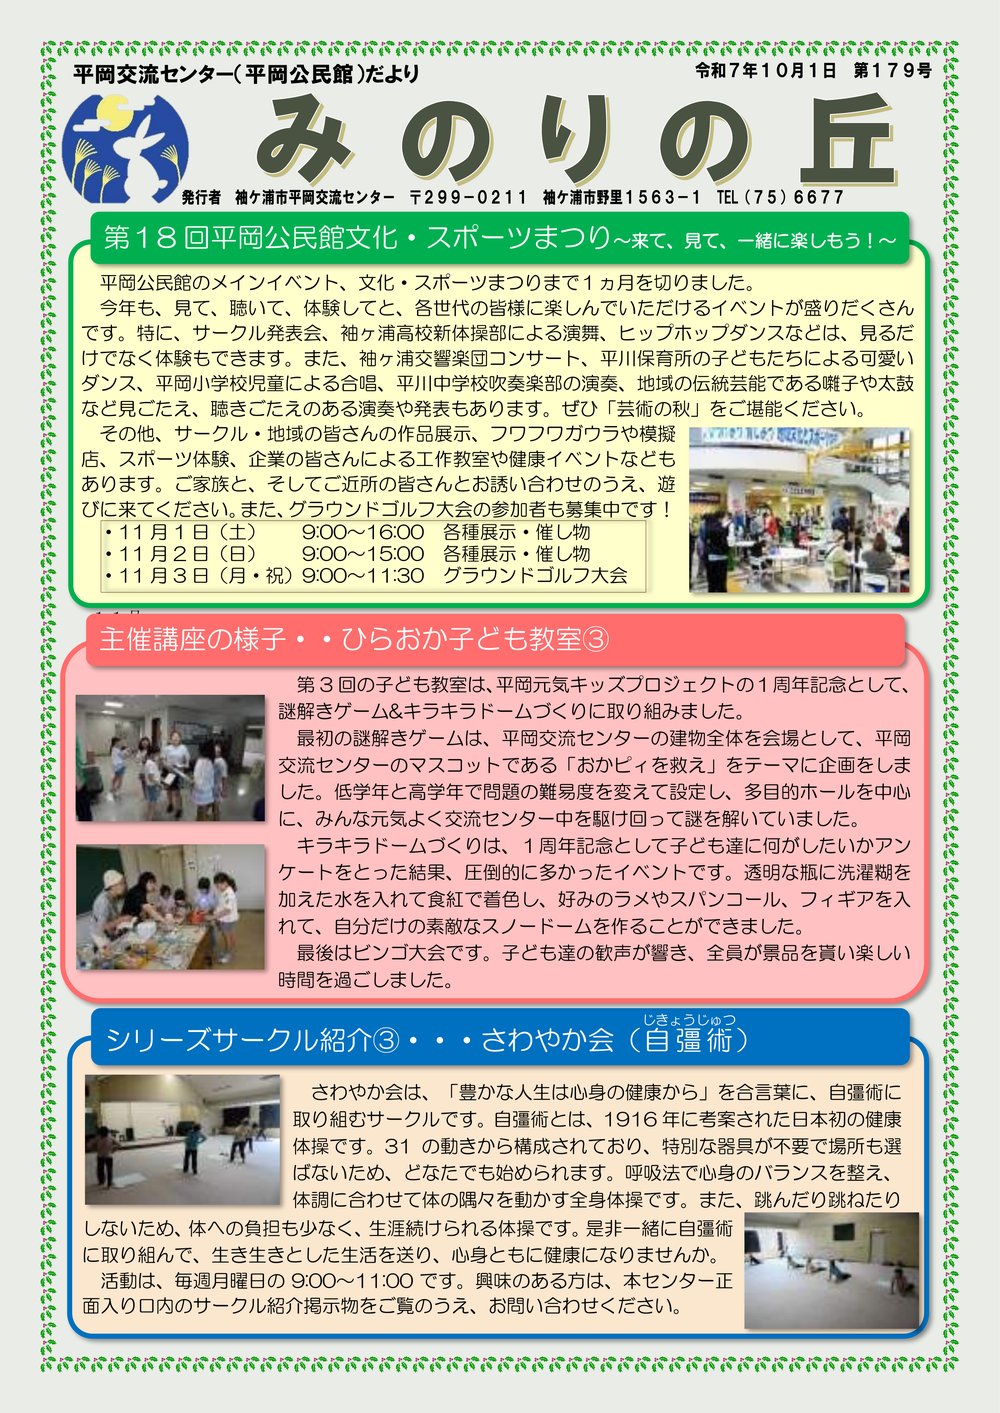 平岡交流センター(平岡公民館)だより
令和7年10月1日　第179号
みのりの丘
発行者　袖ケ浦市平岡交流センター　〒299-0211　袖ケ浦市野里1563-1　TEL(75)6677
第18回平岡公民館文化・スポーツまつり~来て、見て、一緒に楽しもう!~
平岡公民館のメインイベント、文化・スポーツまつりまで1ヵ月を切りました。
今年も、見て、聴いて、体験してと、各世代の皆様に楽しんでいただけるイベントが盛りだくさん
です。特に、サークル発表会、袖ヶ浦高校新体操部による演舞、ヒップホップダンスなどは、見るだ
けでなく体験もできます。また、袖ヶ浦交響楽団コンサート、平川保育所の子どもたちによる可愛い
ダンス、平岡小学校児童による合唱、平川中学校吹奏楽部の演奏、地域の伝統芸能である囃子や太鼓
など見ごたえ、聴きごたえのある演奏や発表もあります。ぜひ「芸術の秋」をご堪能ください。
その他、サークル・地域の皆さんの作品展示、フワフワガウラや模擬
店、スポーツ体験、企業の皆さんによる工作教室や健康イベントなども
あります。ご家族と、そしてご近所の皆さんとお誘い合わせのうえ、遊
びに来てください。また、グラウンドゴルフ大会の参加者も募集中です!
・11月1日(土)　9:00~16:00　各種展示・催し物
・11月2日(日)　9:00~15:00　各種展示・催し物
・11月3日(月・祝) 9:00~11:30　グラウンドゴルフ大会
主催講座の様子・・ひらおか子ども教室③
第3回の子ども教室は、平岡元気キッズプロジェクトの1周年記念として、
謎解きゲーム&キラキラドームづくりに取り組みました。
最初の謎解きゲームは、平岡交流センターの建物全体を会場として、平岡
交流センターのマスコットである「おかピィを救え」をテーマに企画をしま
した。低学年と高学年で問題の難易度を変えて設定し、多目的ホールを中心
に、みんな元気よく交流センター中を駆け回って謎を解いていました。
キラキラドームづくりは、1周年記念として子ども達に何がしたいかアン
ケートをとった結果、圧倒的に多かったイベントです。透明な瓶に洗濯糊を
加えた水を入れて食紅で着色し、好みのラメやスパンコール、フィギアを入
れて、自分だけの素敵なスノードームを作ることができました。
最後はビンゴ大会です。子ども達の歓声が響き、全員が景品を貰い楽しい
時間を過ごしました。
じきょうじゅつ
シリーズサークル紹介③・・・さわやか会(自彊術)
さわやか会は、「豊かな人生は心身の健康から」を合言葉に、自彊術に
取り組むサークルです。自彊術とは、1916年に考案された日本初の健康
体操です。31の動きから構成されており、特別な器具が不要で場所も選
ばないため、どなたでも始められます。呼吸法で心身のバランスを整え、
体調に合わせて体の隅々を動かす全身体操です。また、跳んだり跳ねたり
しないため、体への負担も少なく、生涯続けられる体操です。是非一緒に自彊術
に取り組んで、生き生きとした生活を送り、心身ともに健康になりませんか。
活動は、毎週月曜日の9:00~11:00です。興味のある方は、本センター正
面入り口内のサークル紹介掲示物をご覧のうえ、お問い合わせください。